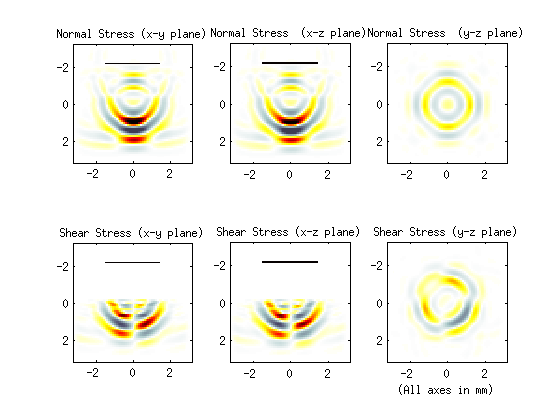 Normal Stress (x-y plane) Normal Stress  (x-z plane) Normal Stress  (y-z plane)
-2 -2 -2
0 0 0
2 2 2
-2 0 2 -2 0 2 -2 0 2
Shear Stress (x-y plane) Shear Stress (x-z plane) Shear Stress (y-z plane)
-2 -2 -2
0 0 0
2 2 2
-2 0 2 -2 0 2 -2 0 2
(All axes in mm)